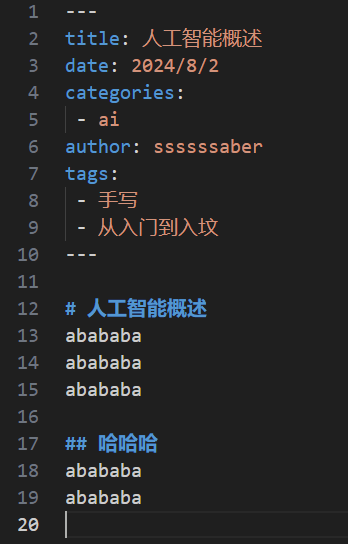 1 ---
2 title: 人工智能概述
3 date: 2024/8/2
4 categories:
5  - ai
6 author: ssssssaber
7 tags:
8  - 手写
9  - 从入门到入坟
10 ---
11
12 # 人工智能概述
13 abababa
14 abababa
15 abababa
16
17 ## 哈哈哈
18 abababa
19 abababa
20